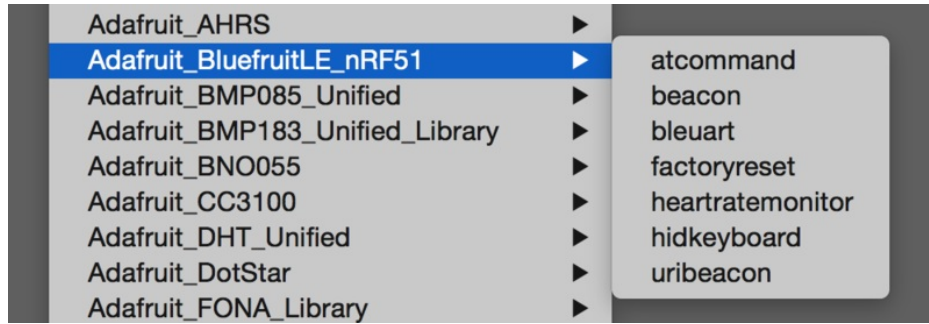 Adafruit_AHRS
Adafruit_BluefruitLE_nRF51
Adafruit_BMP085_Unified
Adafruit_BMP183_Unified_Library
Adafruit_BNO055
Adafruit_CC3100
Adafruit_DHT_Unified
Adafruit_DotStar
Adafruit_FONA_Library
atcommand
beacon
bleuart
factoryreset
heartratemonitor
hidkeyboard
uribeacon